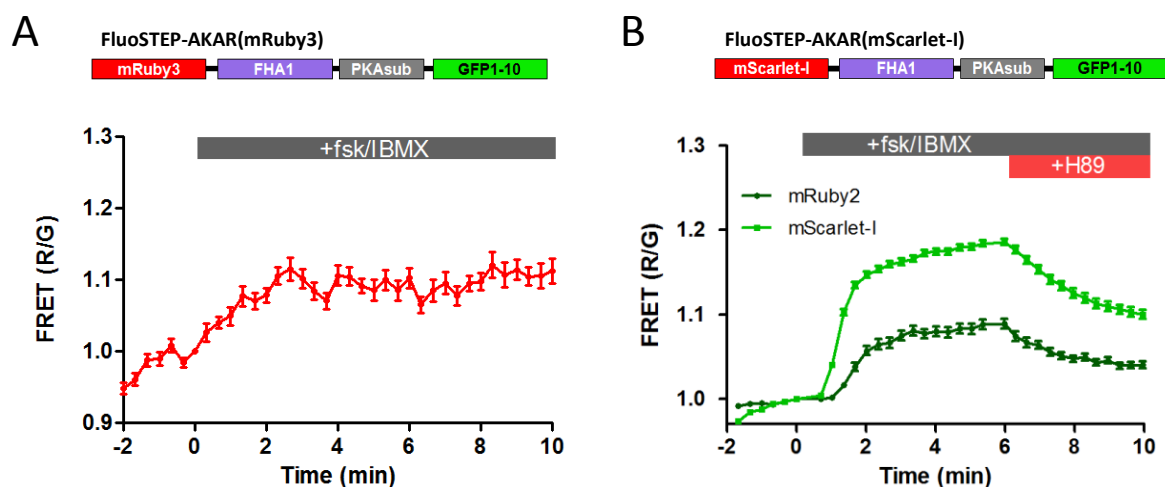 A
FluoSTEP-AKAR(mRuby3)
mRuby3 FHA1 PKAsub GFP1-10
+fsk/IBMX
FRET (R/G)
1.3
1.2
1.1
1.0
0.9
-2 0 2 4 6 8 10
Time (min)
B
FluoSTEP-AKAR(mScarlet-I)
mScarlet-I FHA1 PKAsub GFP1-10
+fsk/IBMX
+H89
mRuby2
mScarlet-I
FRET (R/G)
1.3
1.2
1.1
1.0
-2 0 2 4 6 8 10
Time (min)